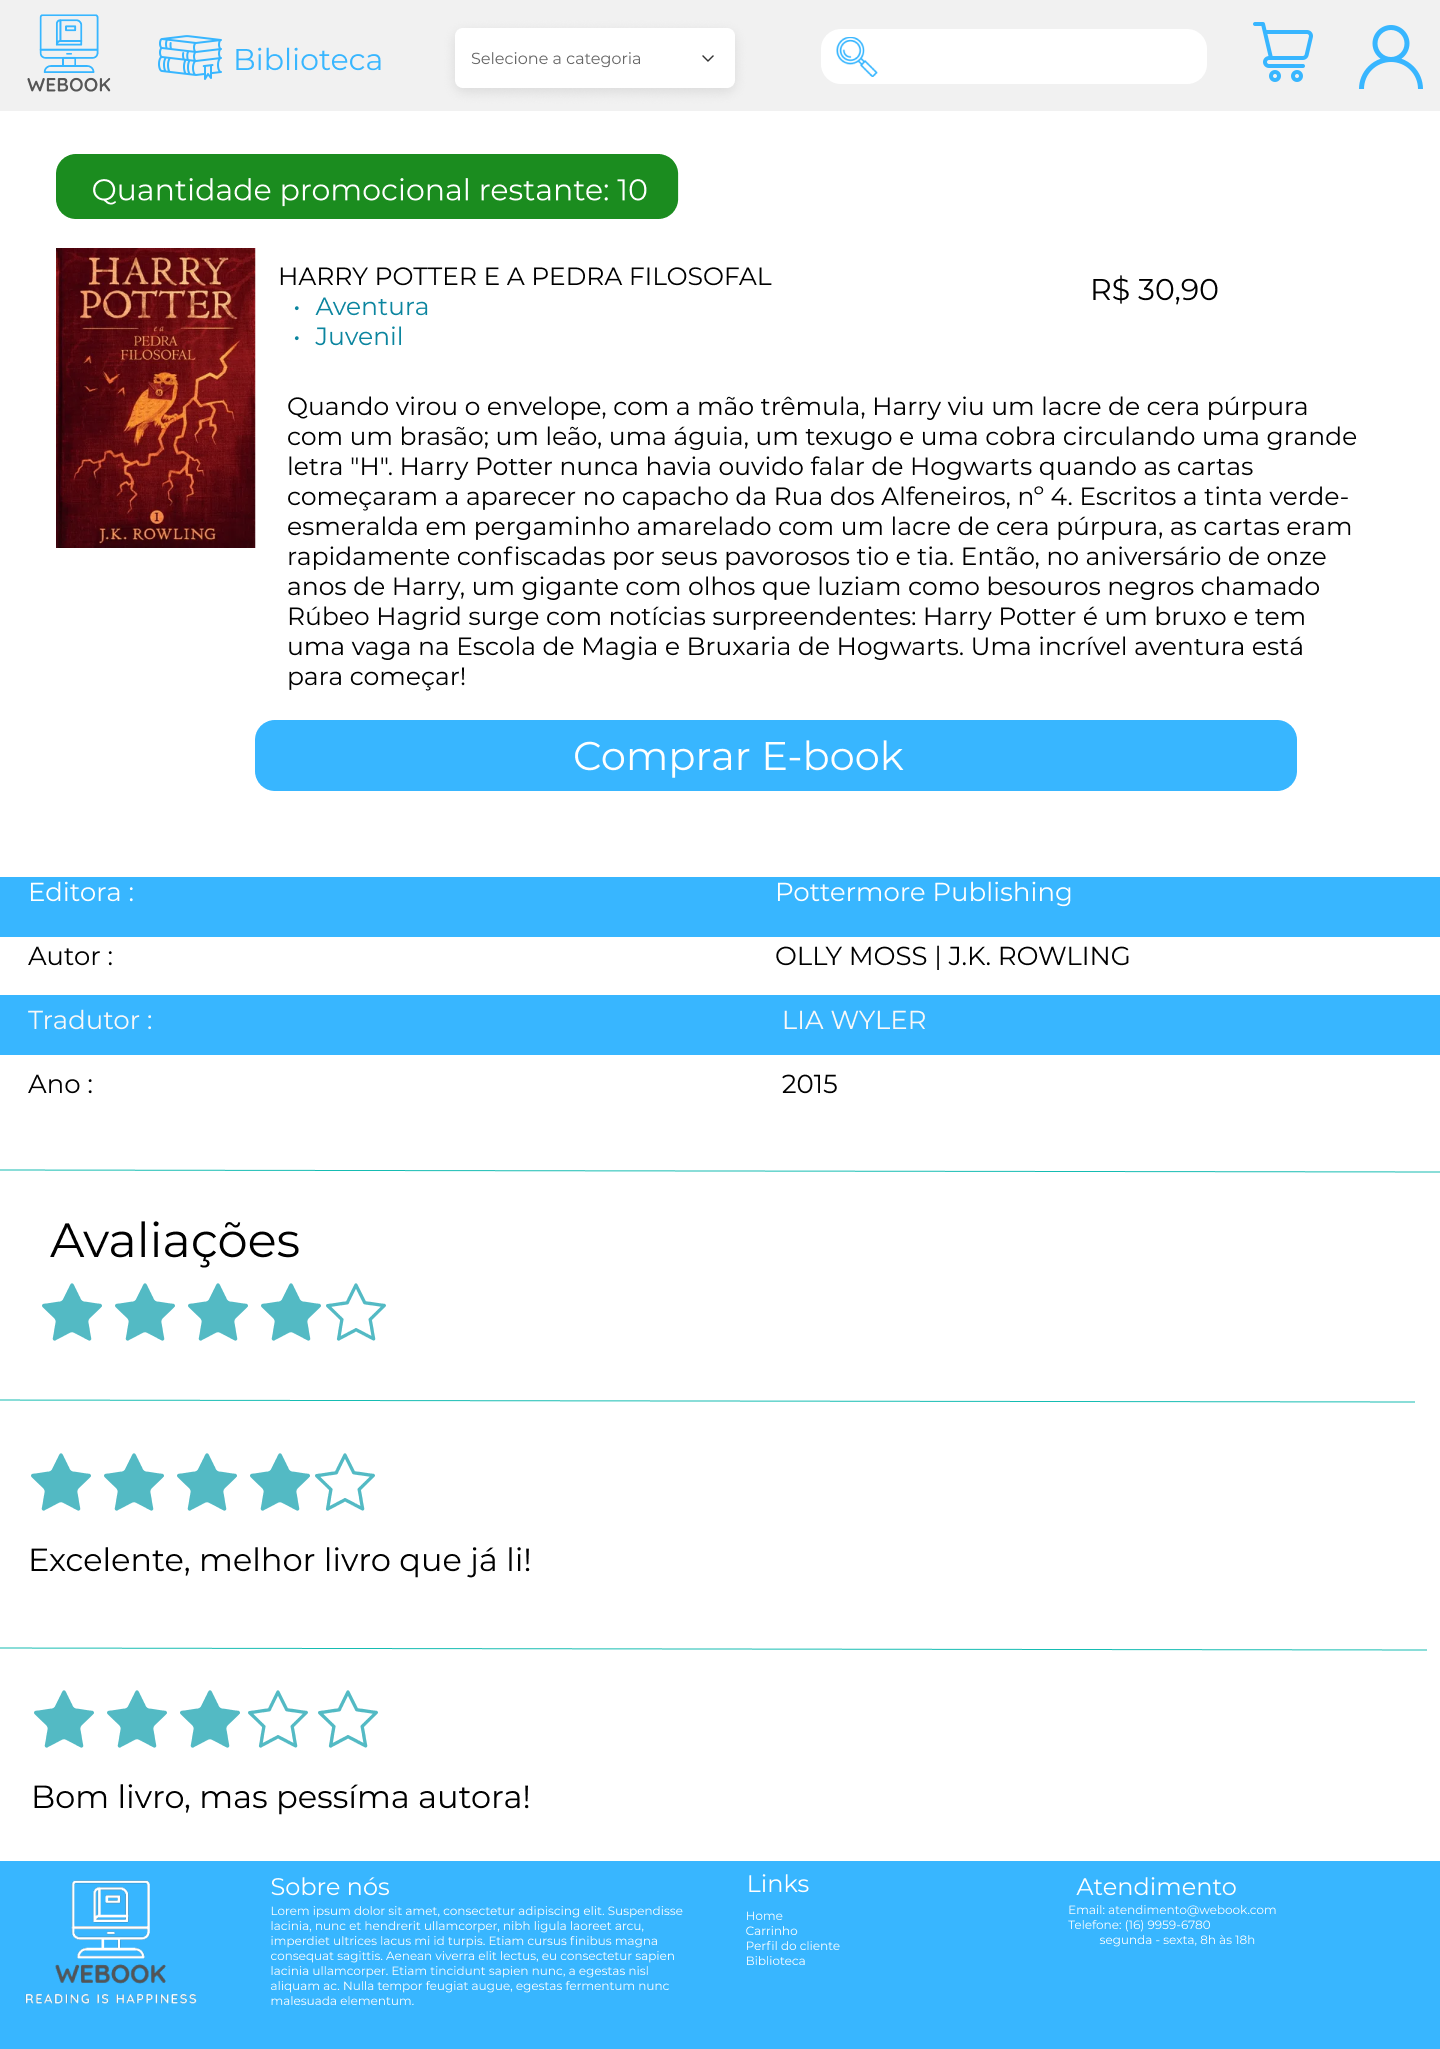 WEBOOK
Biblioteca
Selecione a categoria
Quantidade promocional restante: 10
HARRY
POTTER
e a
PEDRA
FILOSOFAL
1
J.K. ROWLING
HARRY POTTER E A PEDRA FILOSOFAL
• Aventura
• Juvenil
R$ 30,90
Quando virou o envelope, com a mão trêmula, Harry viu um lacre de cera púrpura
com um brasão; um leão, uma águia, um texugo e uma cobra circulando uma grande
letra "H". Harry Potter nunca havia ouvido falar de Hogwarts quando as cartas
começaram a aparecer no capacho da Rua dos Alfeneiros, nº 4. Escritos a tinta verde-
esmeralda em pergaminho amarelado com um lacre de cera púrpura, as cartas eram
rapidamente confiscadas por seus pavorosos tio e tia. Então, no aniversário de onze
anos de Harry, um gigante com olhos que luziam como besouros negros chamado
Rúbeo Hagrid surge com notícias surpreendentes: Harry Potter é um bruxo e tem
uma vaga na Escola de Magia e Bruxaria de Hogwarts. Uma incrível aventura está
para começar!
Comprar E-book
Editora : Pottermore Publishing
Autor : OLLY MOSS | J.K. ROWLING
Tradutor : LIA WYLER
Ano : 2015
Avaliações
Excelente, melhor livro que já li!
Bom livro, mas pessíma autora!
WEBOOK
READING IS HAPPINESS
Sobre nós
Lorem ipsum dolor sit amet, consectetur adipiscing elit. Suspendisse
lacinia, nunc et hendrerit ullamcorper, nibh ligula laoreet arcu,
imperdiet ultrices lacus mi id turpis. Etiam cursus finibus magna
consequat sagittis. Aenean viverra elit lectus, eu consectetur sapien
lacinia ullamcorper. Etiam tincidunt sapien nunc, a egestas nisl
aliquam ac. Nulla tempor feugiat augue, egestas fermentum nunc
malesuada elementum.
Links
Home
Carrinho
Perfil do cliente
Biblioteca
Atendimento
Email: atendimento@webook.com
Telefone: (16) 9959-6780
segunda - sexta, 8h às 18h